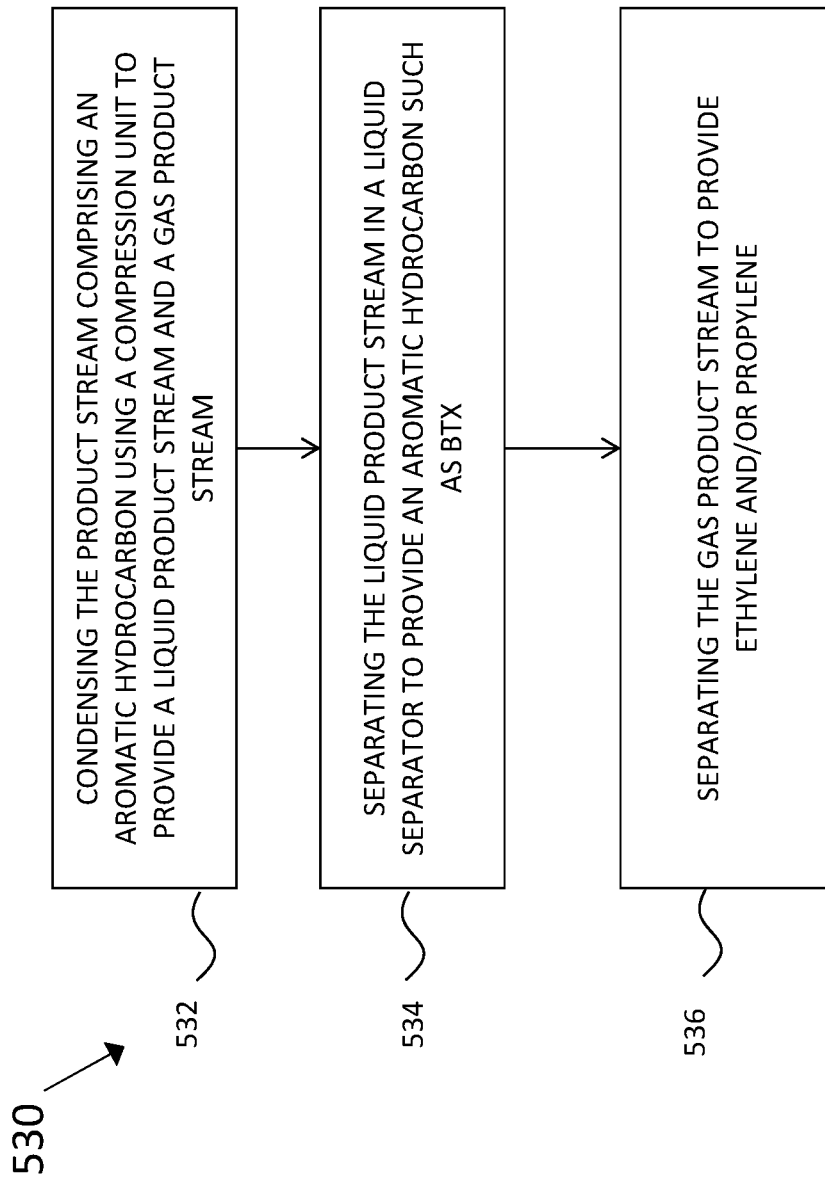 530
532
CONDENSING THE PRODUCT STREAM COMPRISING AN
AROMATIC HYDROCARBON USING A COMPRESSION UNIT TO
PROVIDE A LIQUID PRODUCT STREAM AND A GAS PRODUCT
STREAM
534
SEPARATING THE LIQUID PRODUCT STREAM IN A LIQUID
SEPARATOR TO PROVIDE AN AROMATIC HYDROCARBON SUCH
AS BTX
536
SEPARATING THE GAS PRODUCT STREAM TO PROVIDE
ETHYLENE AND/OR PROPYLENE